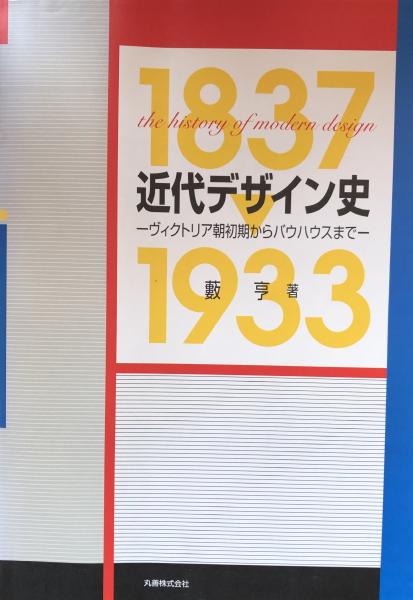 1837
the history of modern design
近代デザイン史
ーヴィクトリア朝初期からバウハウスまでー
藪 亨 著
1933
丸善株式会社